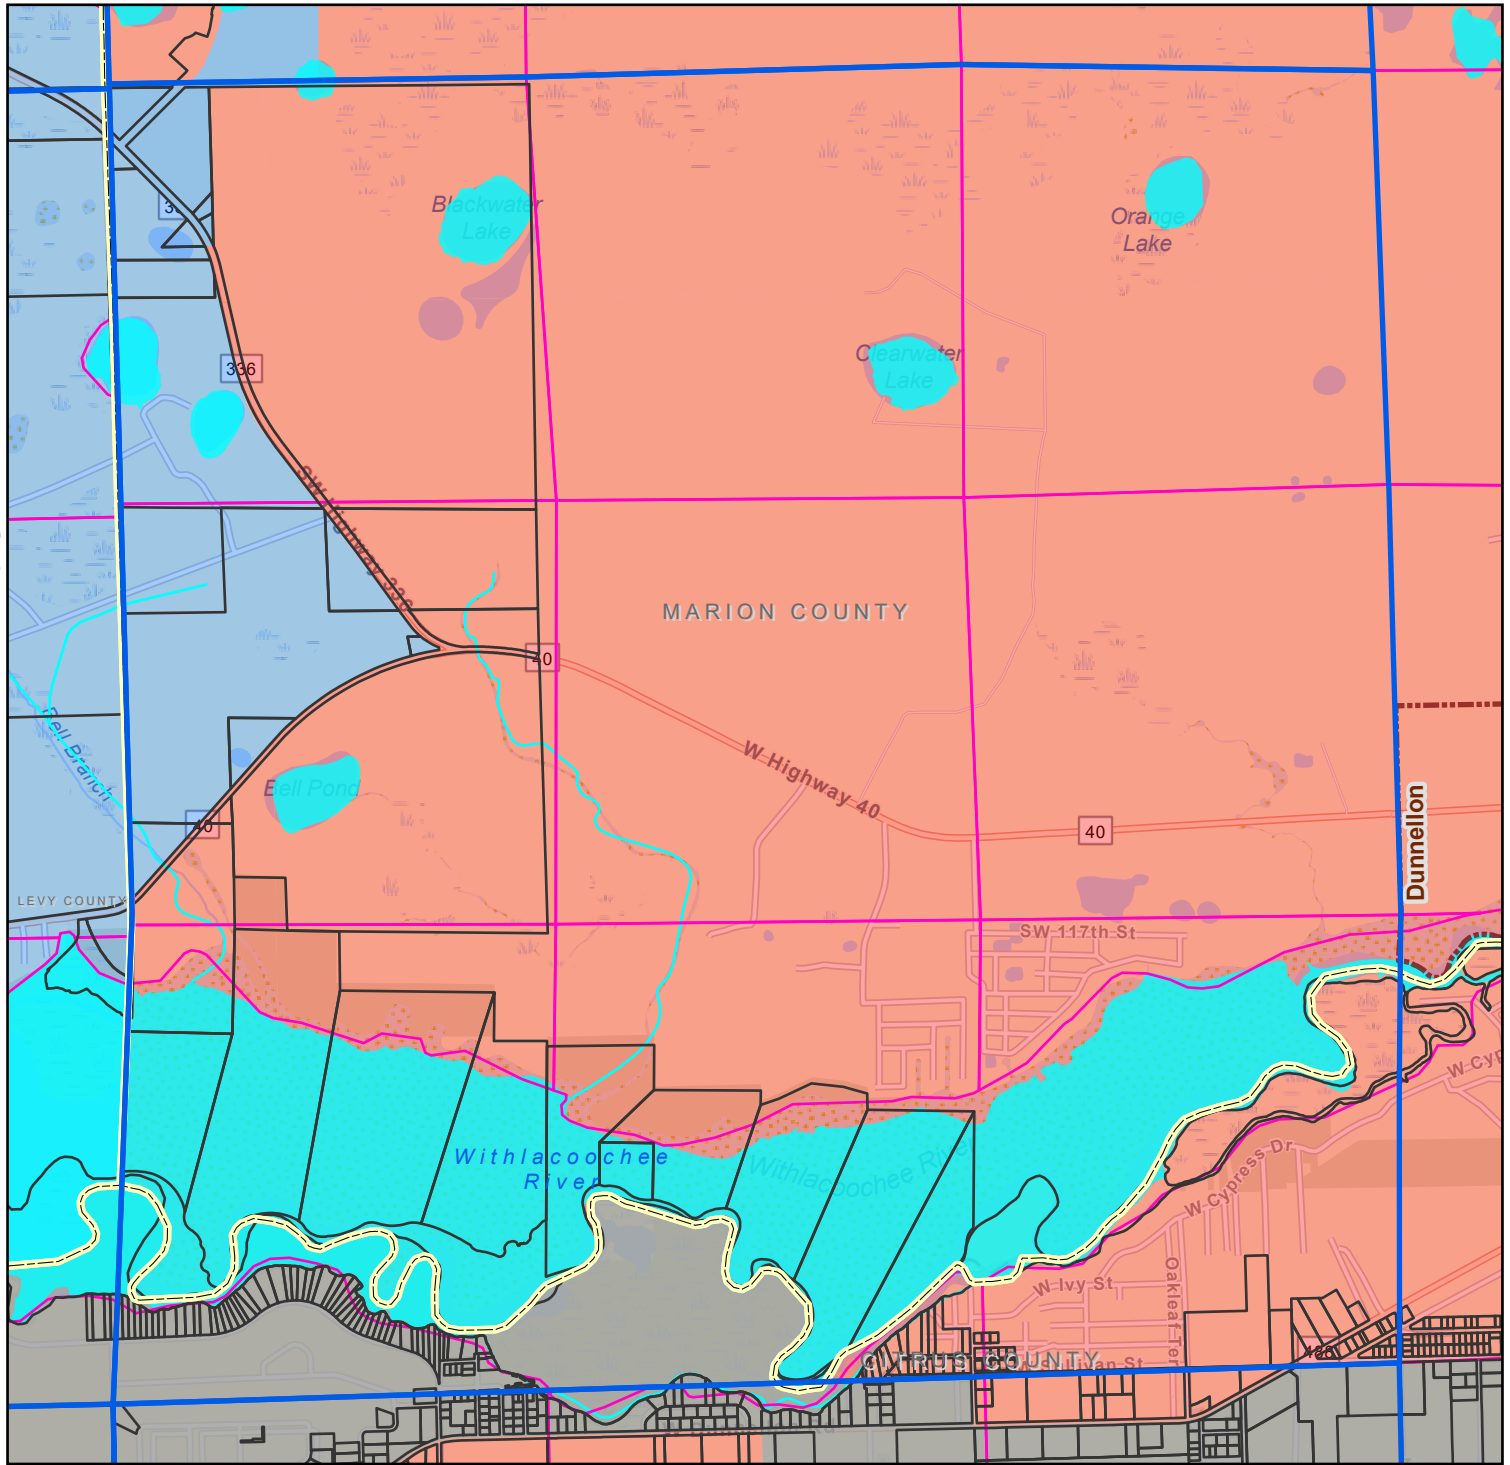 Blackwater
Lake
Orange
Lake
Clearwater
Lake
336
SW Highway 336
MARION COUNTY
40
Bell Branch
W Highway 40
Bell Pond
40
40
Dunnellon
LEVY COUNTY
SW 117th St
W Cypress Dr
Withlacoochee
River
Withlacoochee River
W Ivy St
Oakleaf Ter
CITRUS COUNTY
W Sullivan St
488